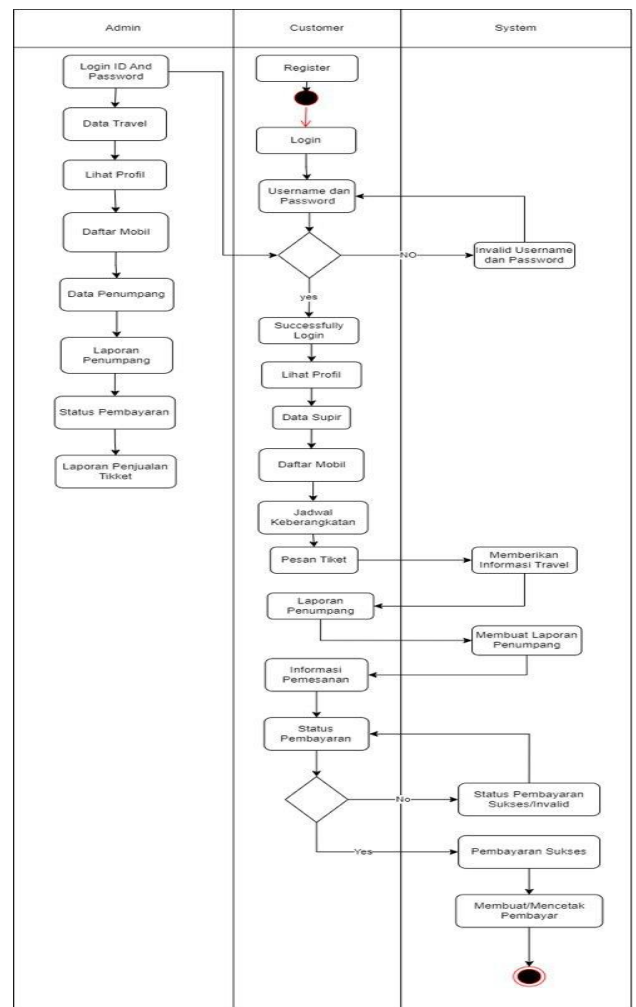 Admin
Customer
System
Login ID And
Password
Data Travel
Lihat Profil
Daftar Mobil
Data Penumpang
Laporan
Penumpang
Status Pembayaran
Laporan Penjualan
Tikket
Register
Login
Username dan
Password
NO
Invalid Username
dan Password
yes
Successfully
Login
Lihat Profil
Data Supir
Daftar Mobil
Jadwal
Keberangkatan
Pesan Tiket
Memberikan
Informasi Travel
Laporan
Penumpang
Membuat Laporan
Penumpang
Informasi
Pemesanan
Status
Pembayaran
No
Status Pembayaran
Sukses/Invalid
Yes
Pembayaran Sukses
Membuat/Mencetak
Pembayar